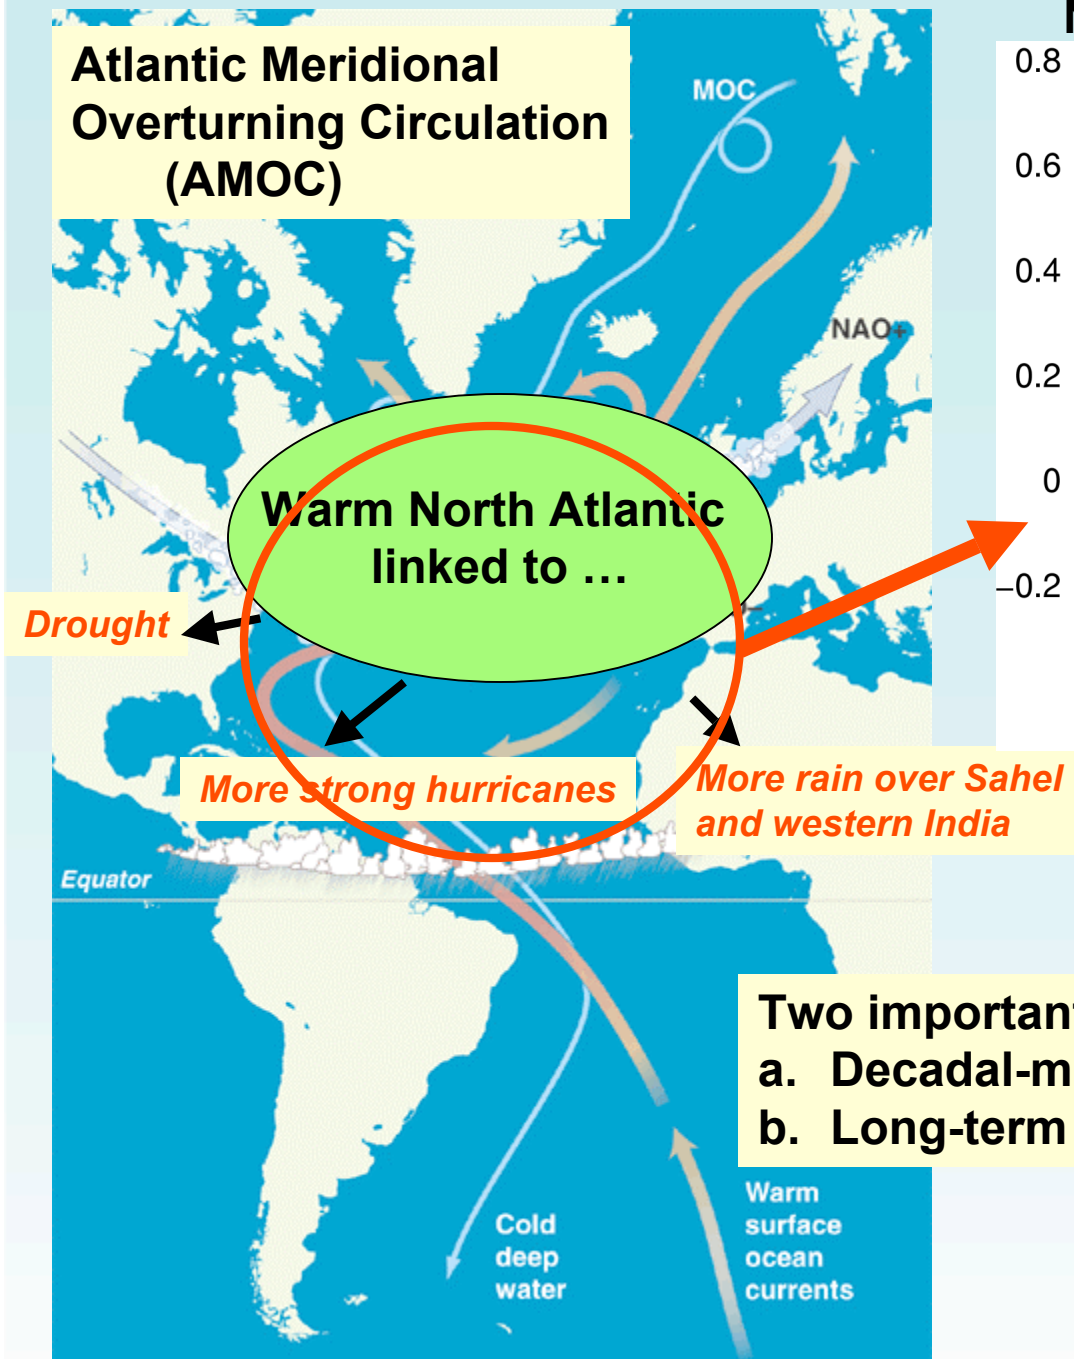 Atlantic Meridional
Overturning Circulation
(AMOC)
MOC
0.8
0.6
0.4
NAO+
0.2
0
–0.2
Warm North Atlantic
linked to …
Drought
More strong hurricanes
More rain over Sahel
and western India
Equator
Two important
a. Decadal-m
b. Long-term
Warm
surface
ocean
currents
Cold
deep
water